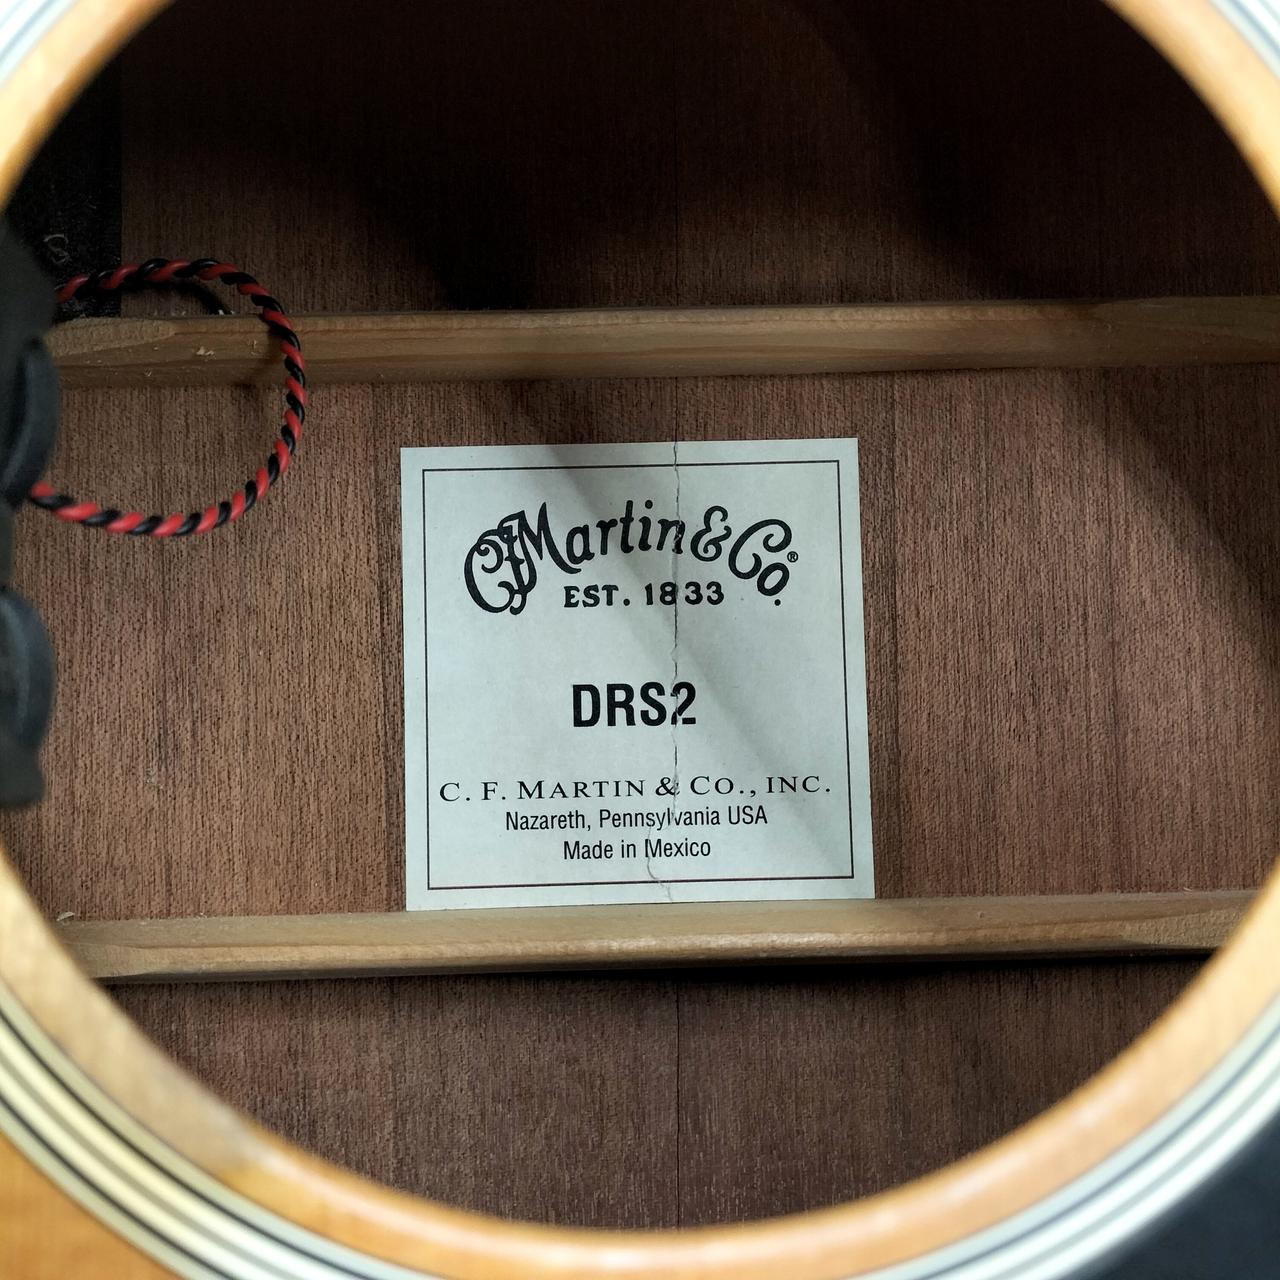 CFMartin & Co.®
EST. 1833
DRS2
C. F. MARTIN & CO., INC.
Nazareth, Pennsylvania USA
Made in Mexico